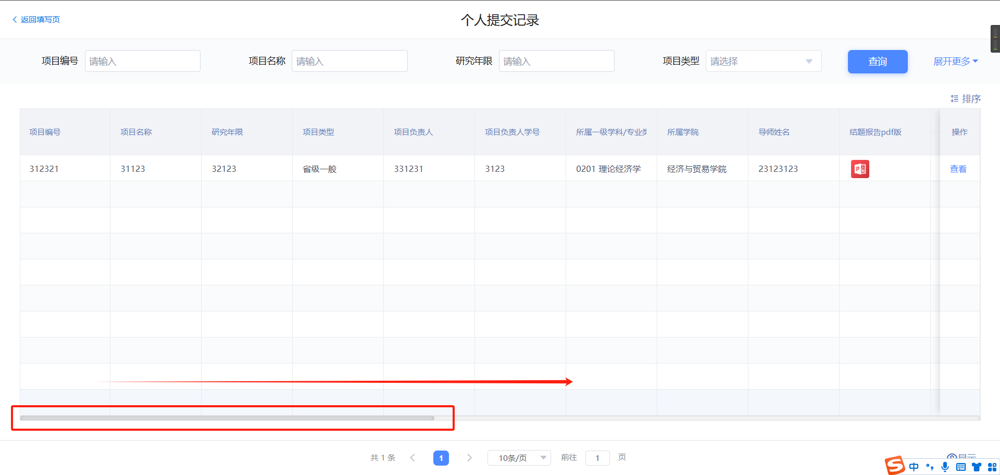 返回填写页
个人提交记录
项目编号 请输入 项目名称 请输入 研究年限 请输入 项目类型 请选择 查询 展开更多
排序
项目编号 项目名称 研究年限 项目类型 项目负责人 项目负责人学号 所属一级学科/专业 所属学院 导师姓名 结题报告pdf版 操作
312321 31123 32123 省级一般 331231 3123 0201 理论经济学 经济与贸易学院 23123123 P 查看
共 1 条 1 10条/页 前往 1 页
S 中